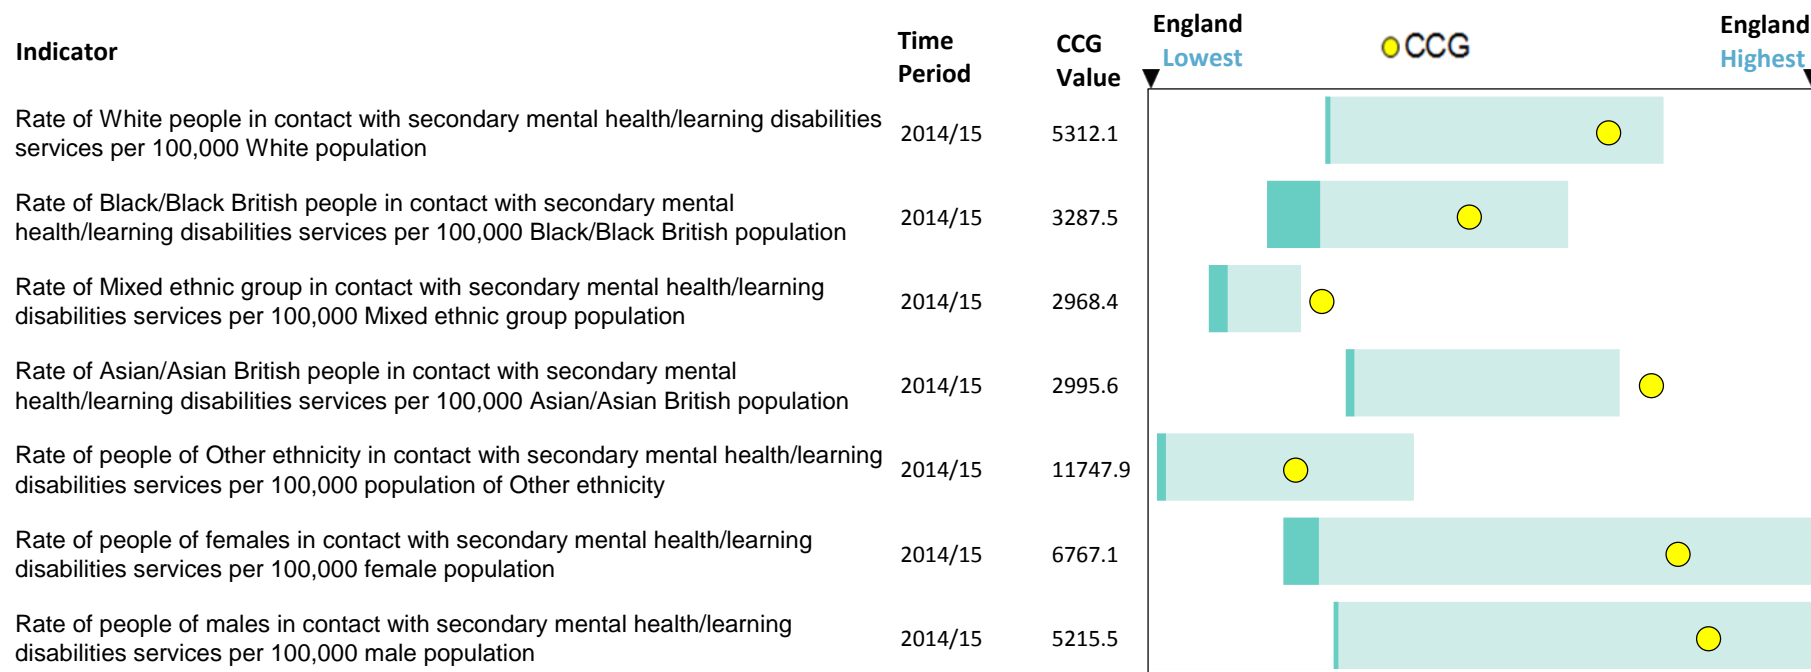 Indicator
Time
Period
CCG
Value
England
Lowest
CCG
England
Highest
Rate of White people in contact with secondary mental health/learning disabilities
services per 100,000 White population
2014/15
5312.1
Rate of Black/Black British people in contact with secondary mental
health/learning disabilities services per 100,000 Black/Black British population
2014/15
3287.5
Rate of Mixed ethnic group in contact with secondary mental health/learning
disabilities services per 100,000 Mixed ethnic group population
2014/15
2968.4
Rate of Asian/Asian British people in contact with secondary mental
health/learning disabilities services per 100,000 Asian/Asian British population
2014/15
2995.6
Rate of people of Other ethnicity in contact with secondary mental health/learning
disabilities services per 100,000 population of Other ethnicity
2014/15
11747.9
Rate of people of females in contact with secondary mental health/learning
disabilities services per 100,000 female population
2014/15
6767.1
Rate of people of males in contact with secondary mental health/learning
disabilities services per 100,000 male population
2014/15
5215.5